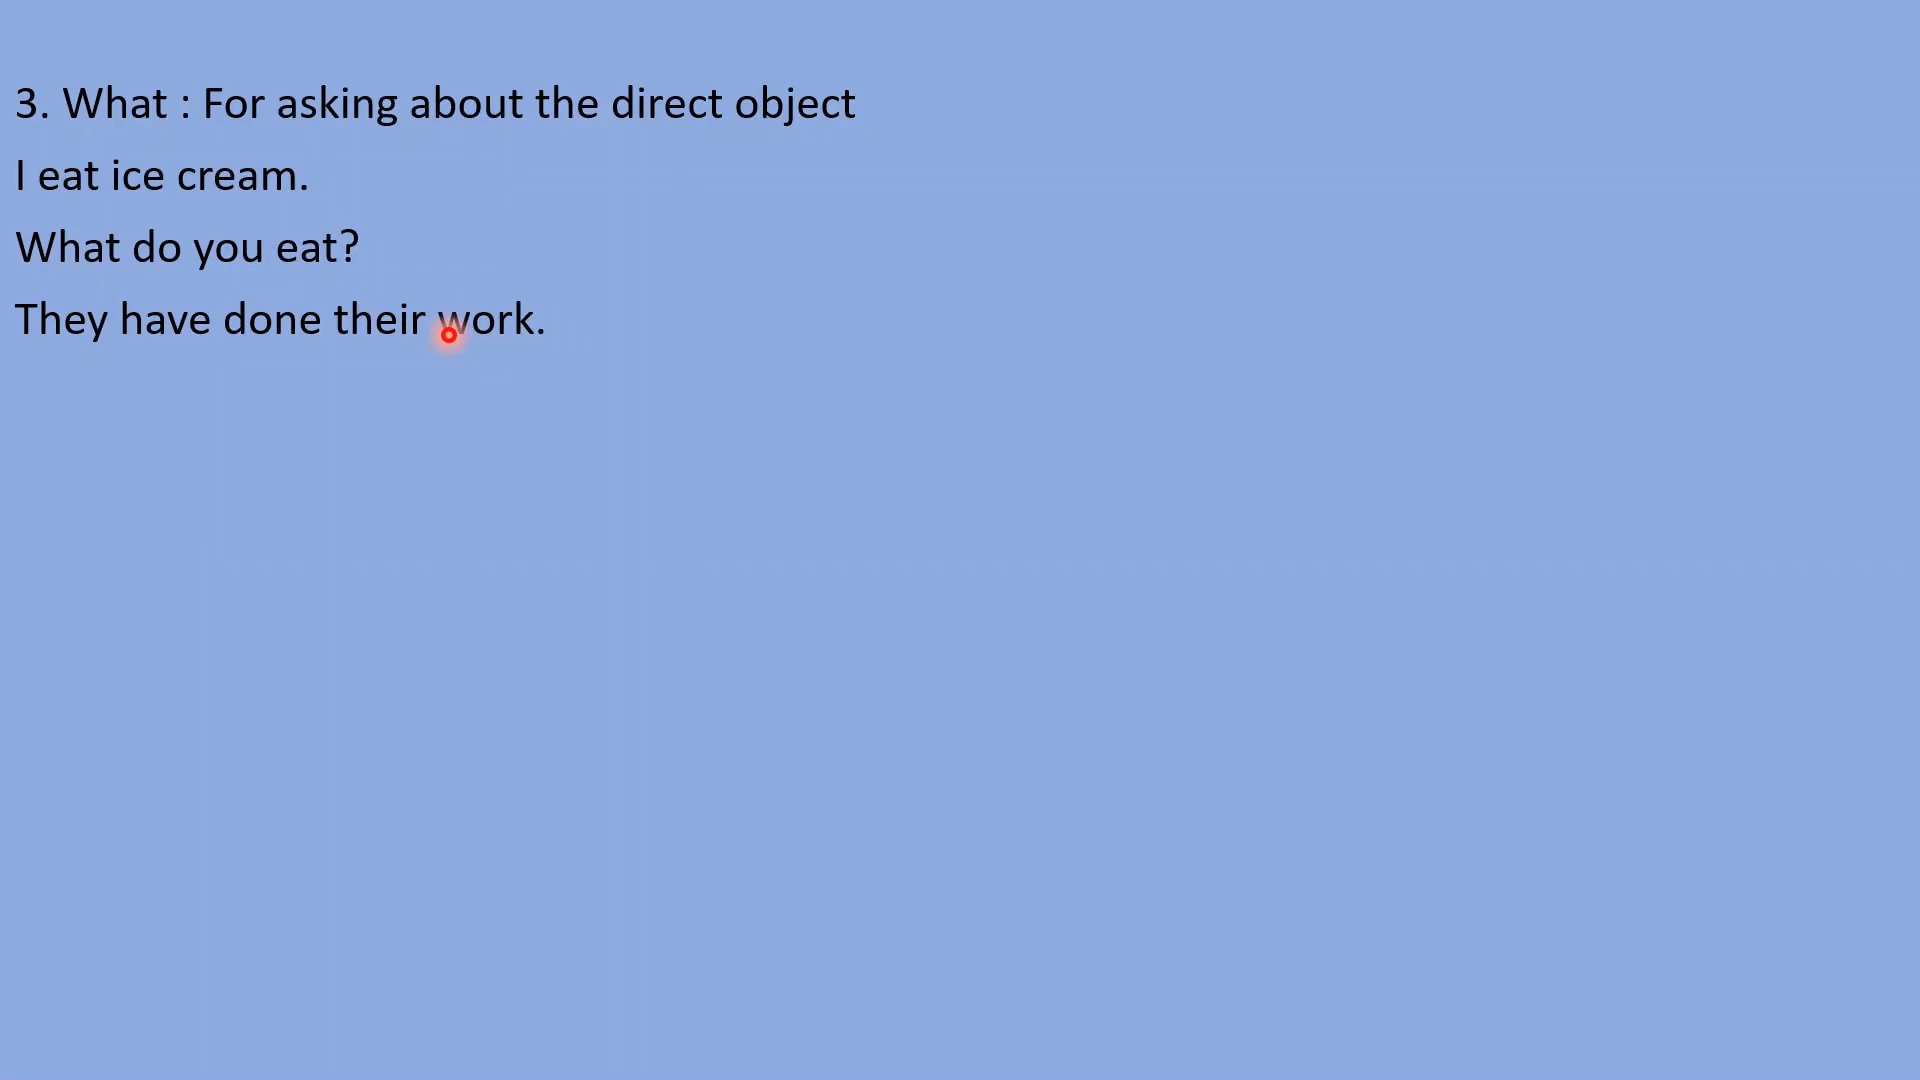 3. What : For asking about the direct object
I eat ice cream.
What do you eat?
They have done their work.